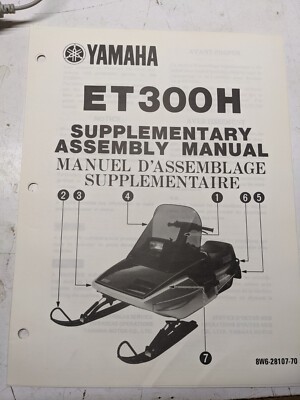 YAMAHA
ET300H
SUPPLEMENTARY
ASSEMBLY MANUAL
MANUEL D'ASSEMBLAGE
SUPPLEMENTAIRE
2 3 4 1 6 5
7
8W6-28107-70